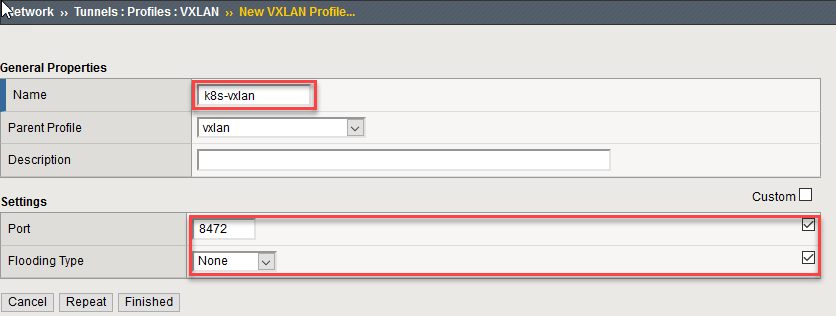 Network ›› Tunnels : Profiles : VXLAN ›› New VXLAN Profile...
General Properties
Name k8s-vxlan
Parent Profile vxlan
Description
Settings Custom
Port 8472
Flooding Type None
Cancel Repeat Finished